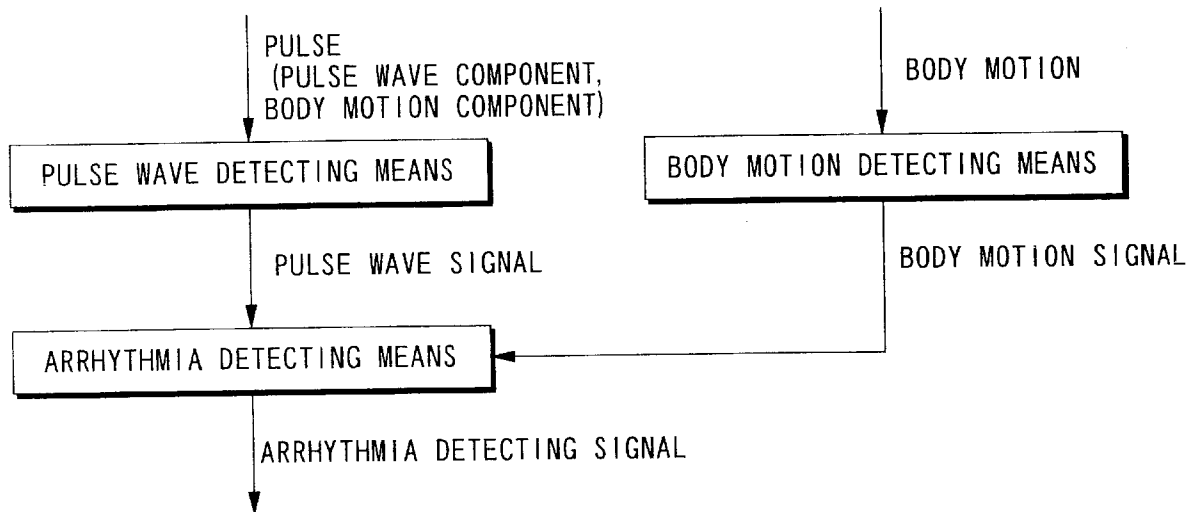 PULSE
(PULSE WAVE COMPONENT,
BODY MOTION COMPONENT)
BODY MOTION
PULSE WAVE DETECTING MEANS
BODY MOTION DETECTING MEANS
PULSE WAVE SIGNAL
BODY MOTION SIGNAL
ARRHYTHMIA DETECTING MEANS
ARRHYTHMIA DETECTING SIGNAL